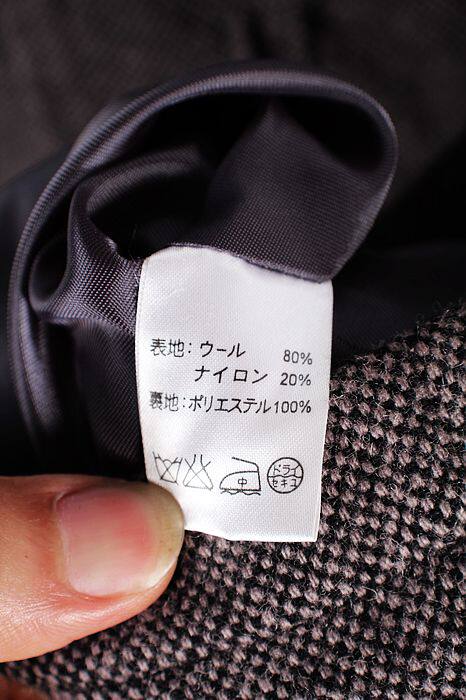 表地: ウール 80%
ナイロン 20%
裏地: ポリエステル100%
中
ドライ
セキユ